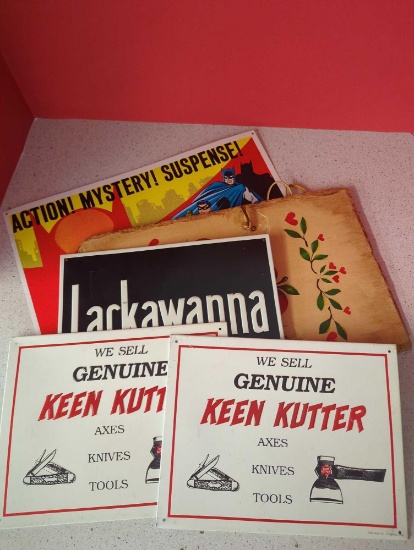 ACTION! MYSTERY! SUSPENSE!
Lackawanna
WE SELL
GENUINE
KEEN KUTT
AXES
KNIVES
TOOLS
WE SELL
GENUINE
KEEN KUTTER
AXES
KNIVES
TOOLS